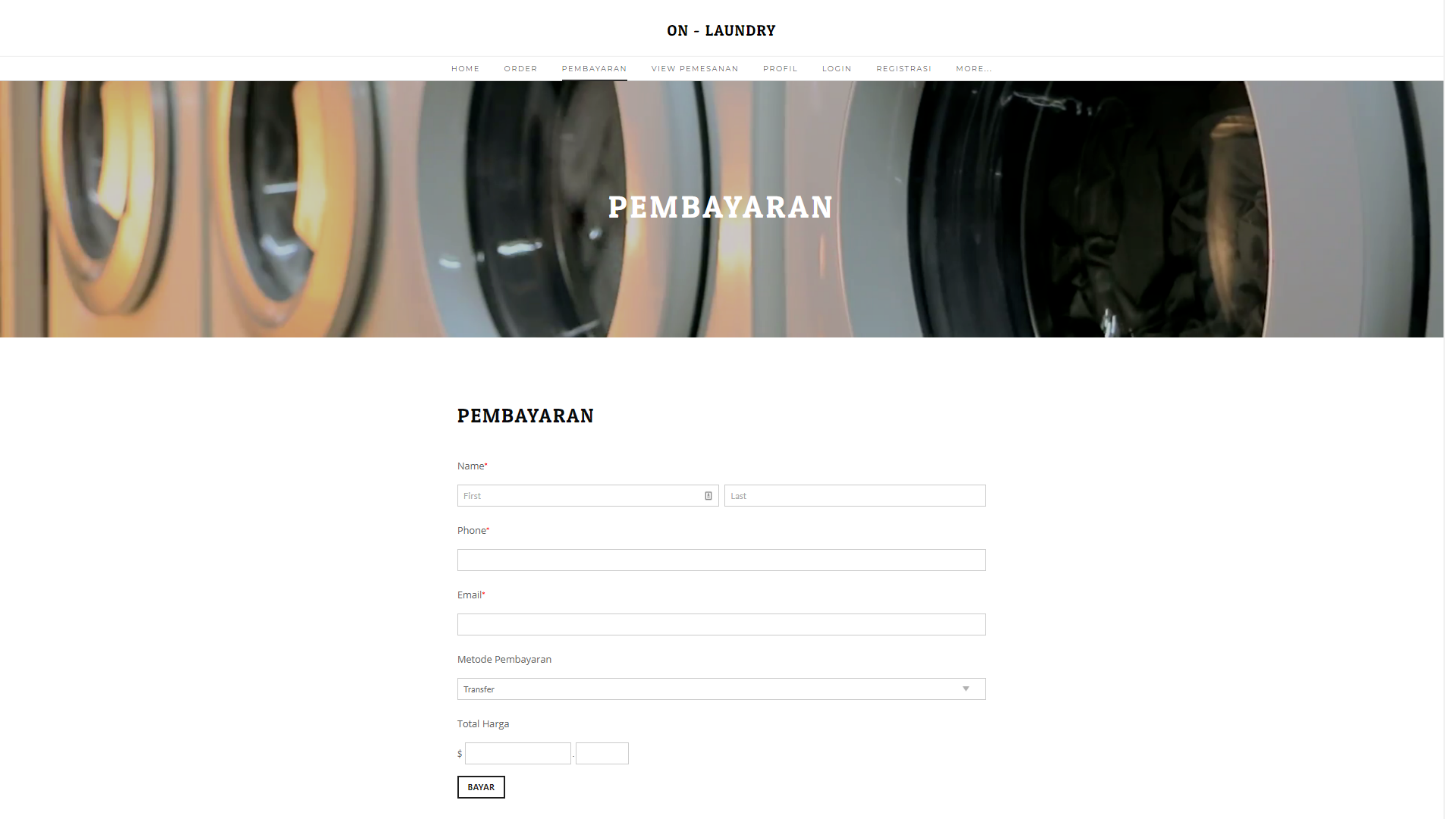 ON - LAUNDRY
HOME ORDER PEMBAYARAN VIEW PEMESANAN PROFIL LOGIN REGISTRASI MORE...
PEMBAYARAN
PEMBAYARAN
Name*
First Last
Phone*
Email*
Metode Pembayaran
Transfer
Total Harga
$ .
BAYAR